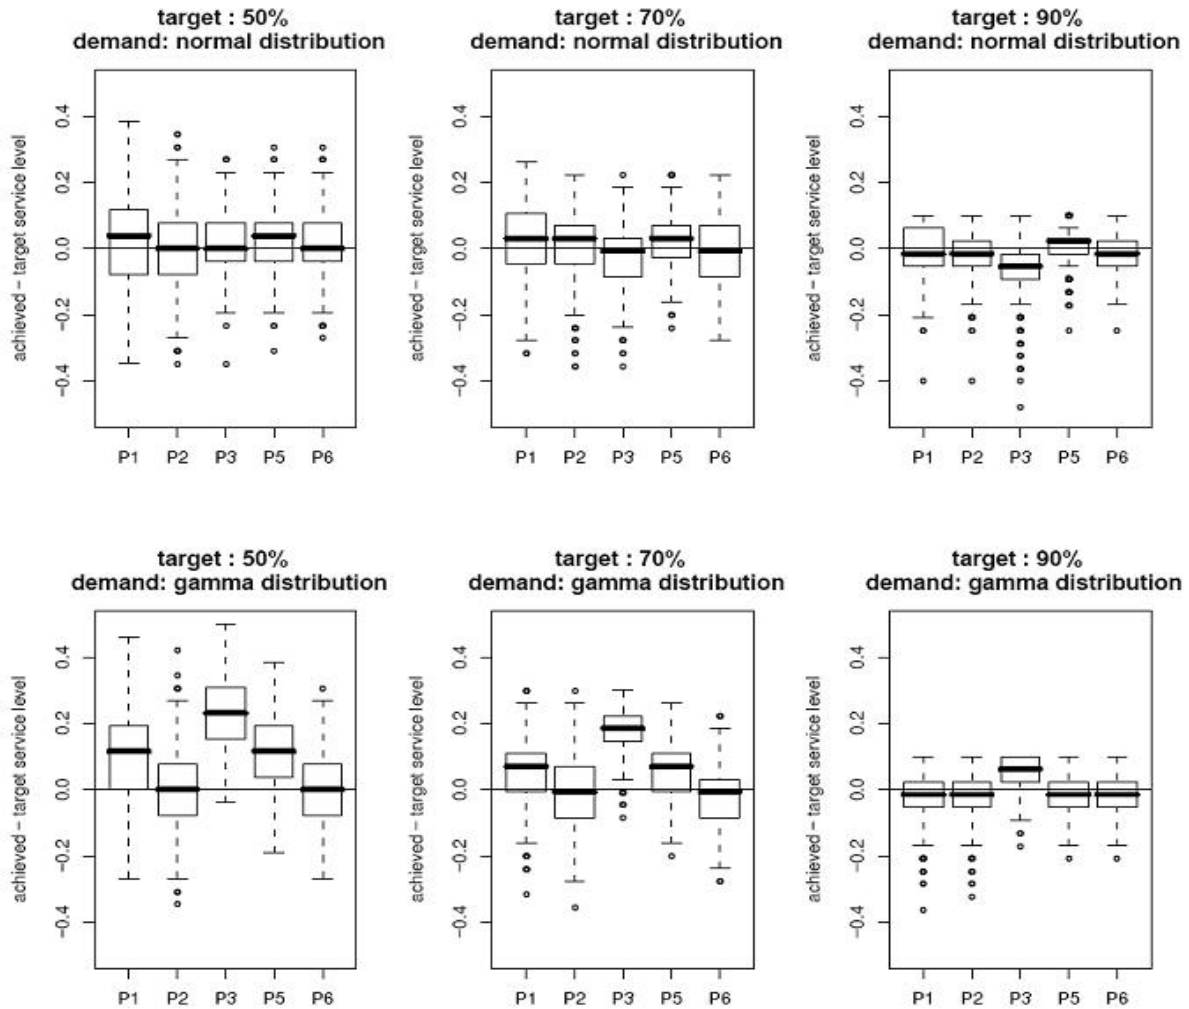 target : 50%
demand: normal distribution
achieved − target service level
0.4
0.2
0.0
−0.2
−0.4
P1 P2 P3 P5 P6
target : 70%
demand: normal distribution
achieved − target service level
0.4
0.2
0.0
−0.2
−0.4
P1 P2 P3 P5 P6
target : 90%
demand: normal distribution
achieved − target service level
0.4
0.2
0.0
−0.2
−0.4
P1 P2 P3 P5 P6
target : 50%
demand: gamma distribution
achieved − target service level
0.4
0.2
0.0
−0.2
−0.4
P1 P2 P3 P5 P6
target : 70%
demand: gamma distribution
achieved − target service level
0.4
0.2
0.0
−0.2
−0.4
P1 P2 P3 P5 P6
target : 90%
demand: gamma distribution
achieved − target service level
0.4
0.2
0.0
−0.2
−0.4
P1 P2 P3 P5 P6